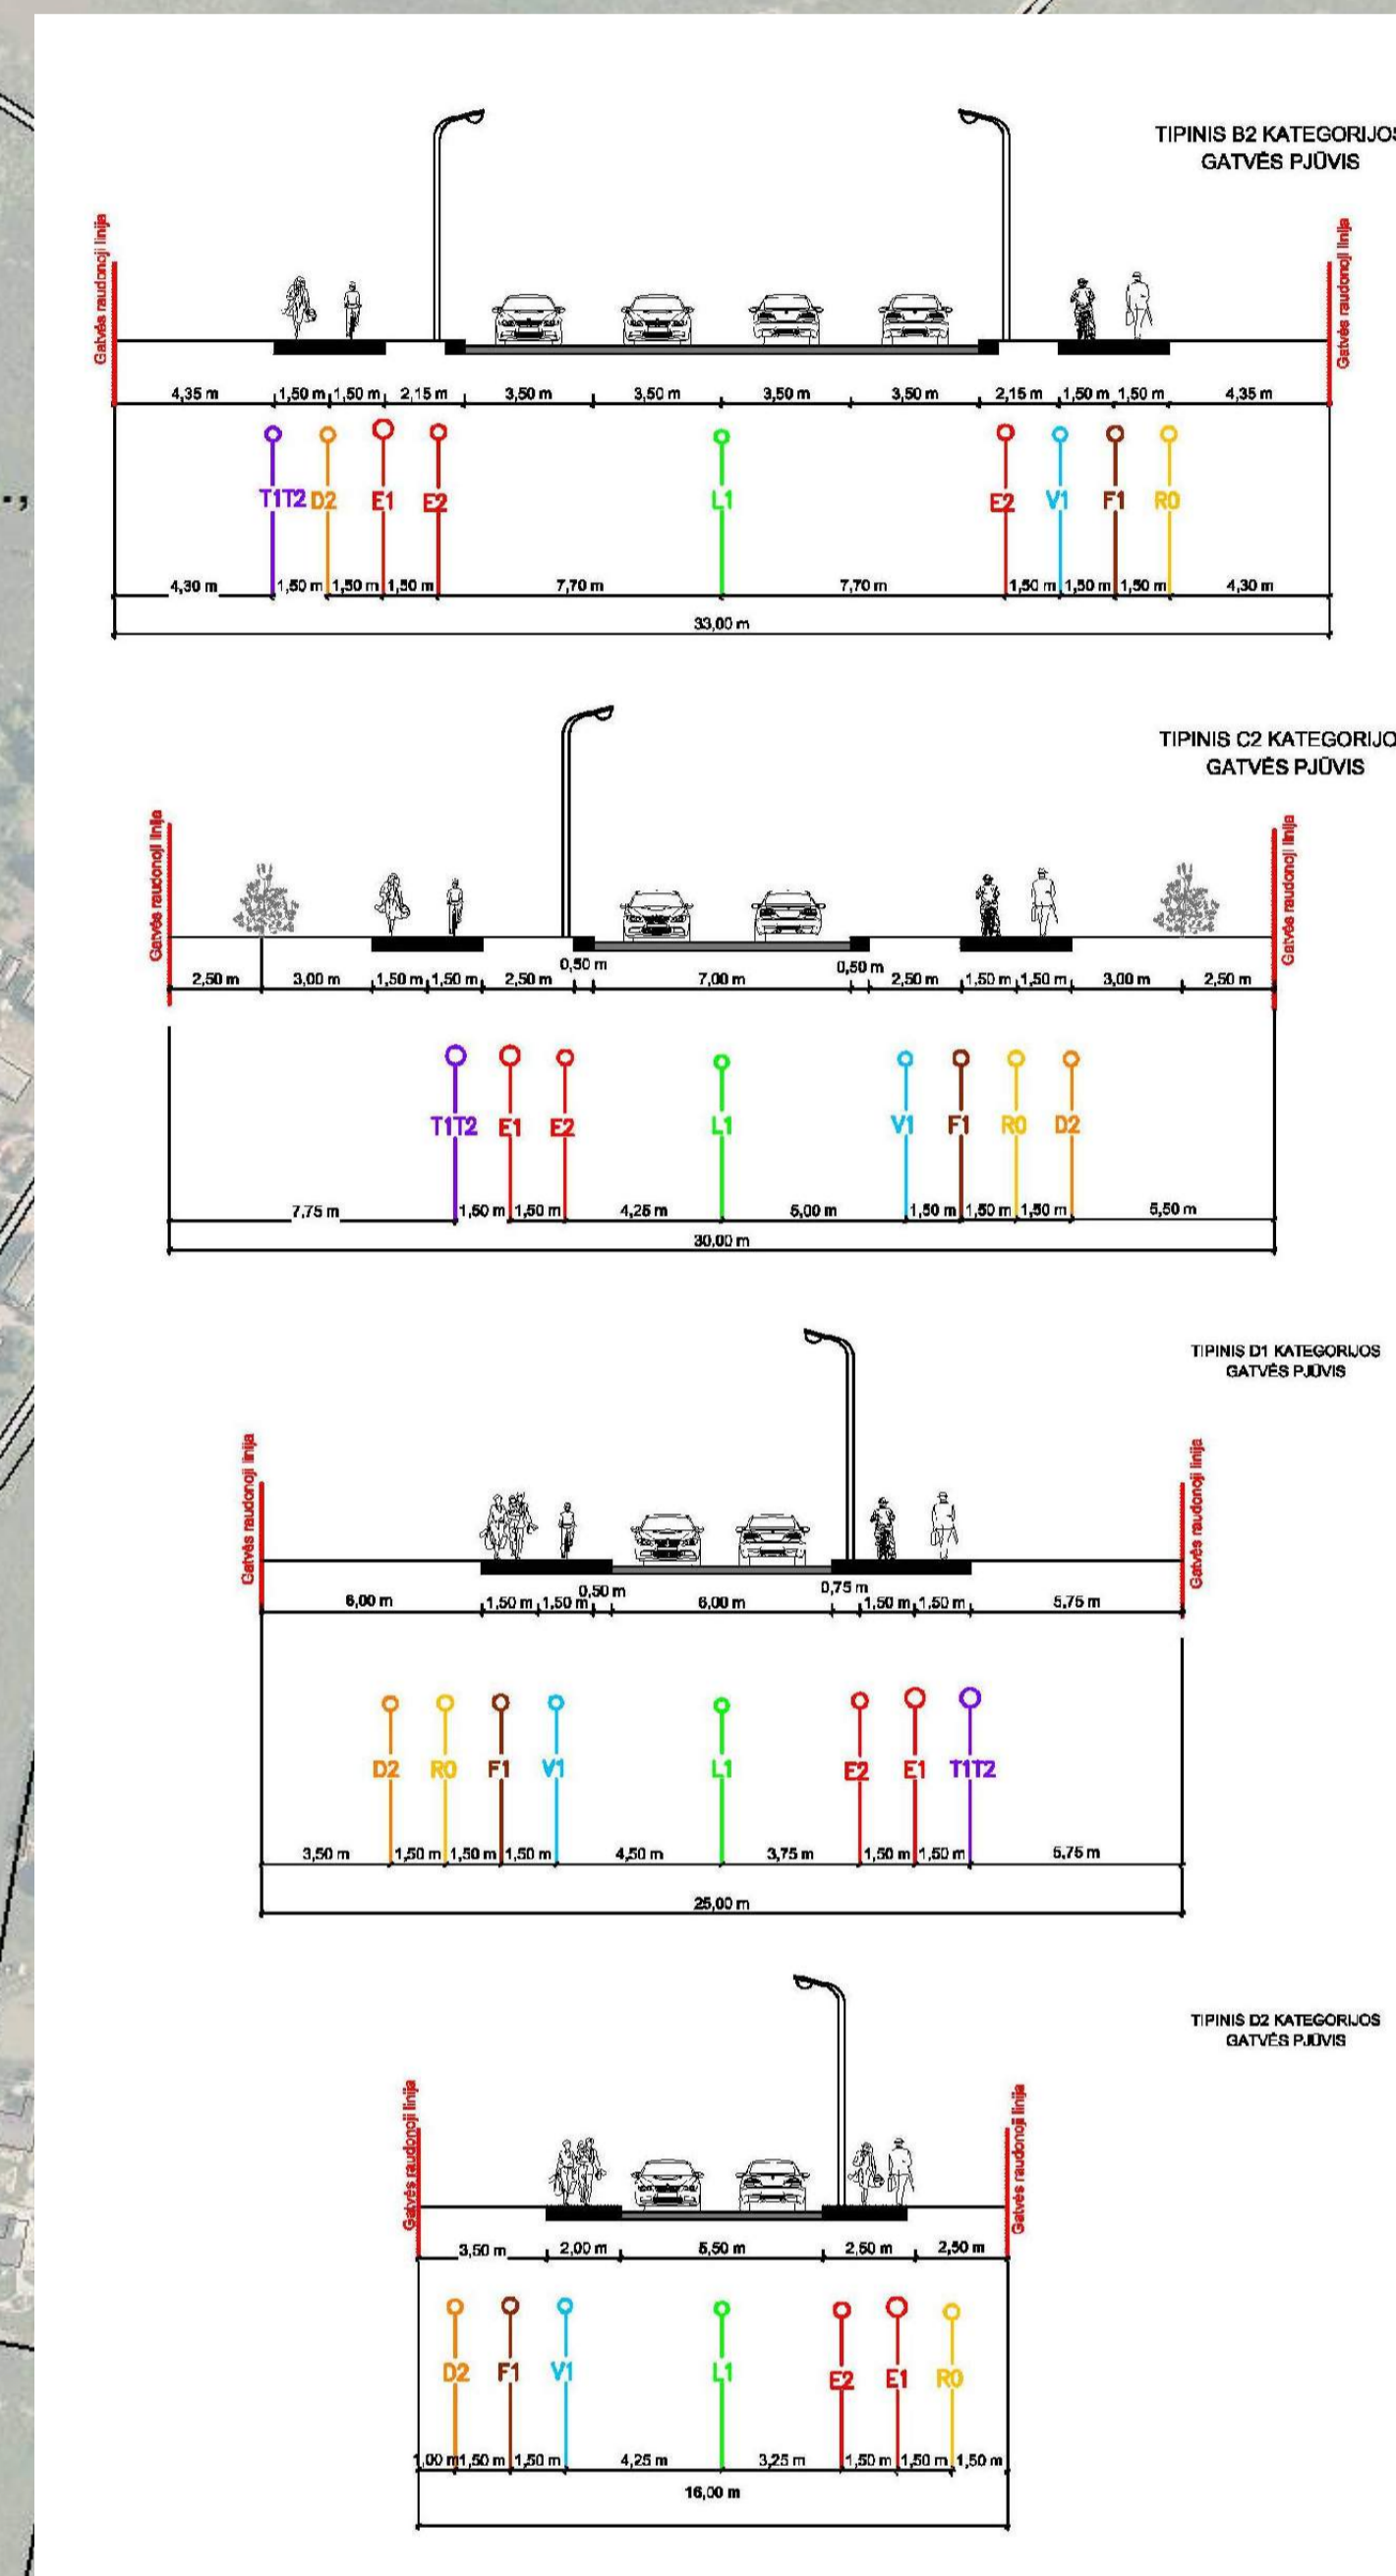 TIPINIS B2 KATEGORIJOS
GATVĖS PJŪVIS
Gatvės raudonoji linija
Gatvės raudonoji linija
4,35 m 1,50 m 1,50 m 2,15 m 3,50 m 3,50 m 3,50 m 3,50 m 2,15 m 1,50 m 1,50 m 4,35 m
T1T2 D2 E1 E2 L1 E2 V1 F1 R0
4,30 m 1,50 m 1,50 m 1,50 m 7,70 m 7,70 m 1,50 m 1,50 m 1,50 m 4,30 m
33,00 m
TIPINIS C2 KATEGORIJO
GATVĖS PJŪVIS
Gatvės raudonoji linija
Gatvės raudonoji linija
0,50 m 0,50 m
2,50 m 3,00 m 1,50 m 1,50 m 2,50 m 7,00 m 2,50 m 1,50 m 1,50 m 3,00 m 2,50 m
T1T2 E1 E2 L1 V1 F1 R0 D2
7,75 m 1,50 m 1,50 m 4,25 m 5,00 m 1,50 m 1,50 m 1,50 m 5,50 m
30,00 m
TIPINIS D1 KATEGORIJOS
GATVĖS PJŪVIS
Gatvės raudonoji linija
Gatvės raudonoji linija
0,50 m 0,75 m
6,00 m 1,50 m 1,50 m 6,00 m 1,50 m 1,50 m 5,75 m
D2 R0 F1 V1 L1 E2 E1 T1T2
3,50 m 1,50 m 1,50 m 1,50 m 4,50 m 3,75 m 1,50 m 1,50 m 5,75 m
25,00 m
TIPINIS D2 KATEGORIJOS
GATVĖS PJŪVIS
Gatvės raudonoji linija
Gatvės raudonoji linija
3,50 m 2,00 m 5,50 m 2,50 m 2,50 m
D2 F1 V1 L1 E2 E1 R0
1,00 m 1,50 m 1,50 m 4,25 m 3,25 m 1,50 m 1,50 m 1,50 m
16,00 m